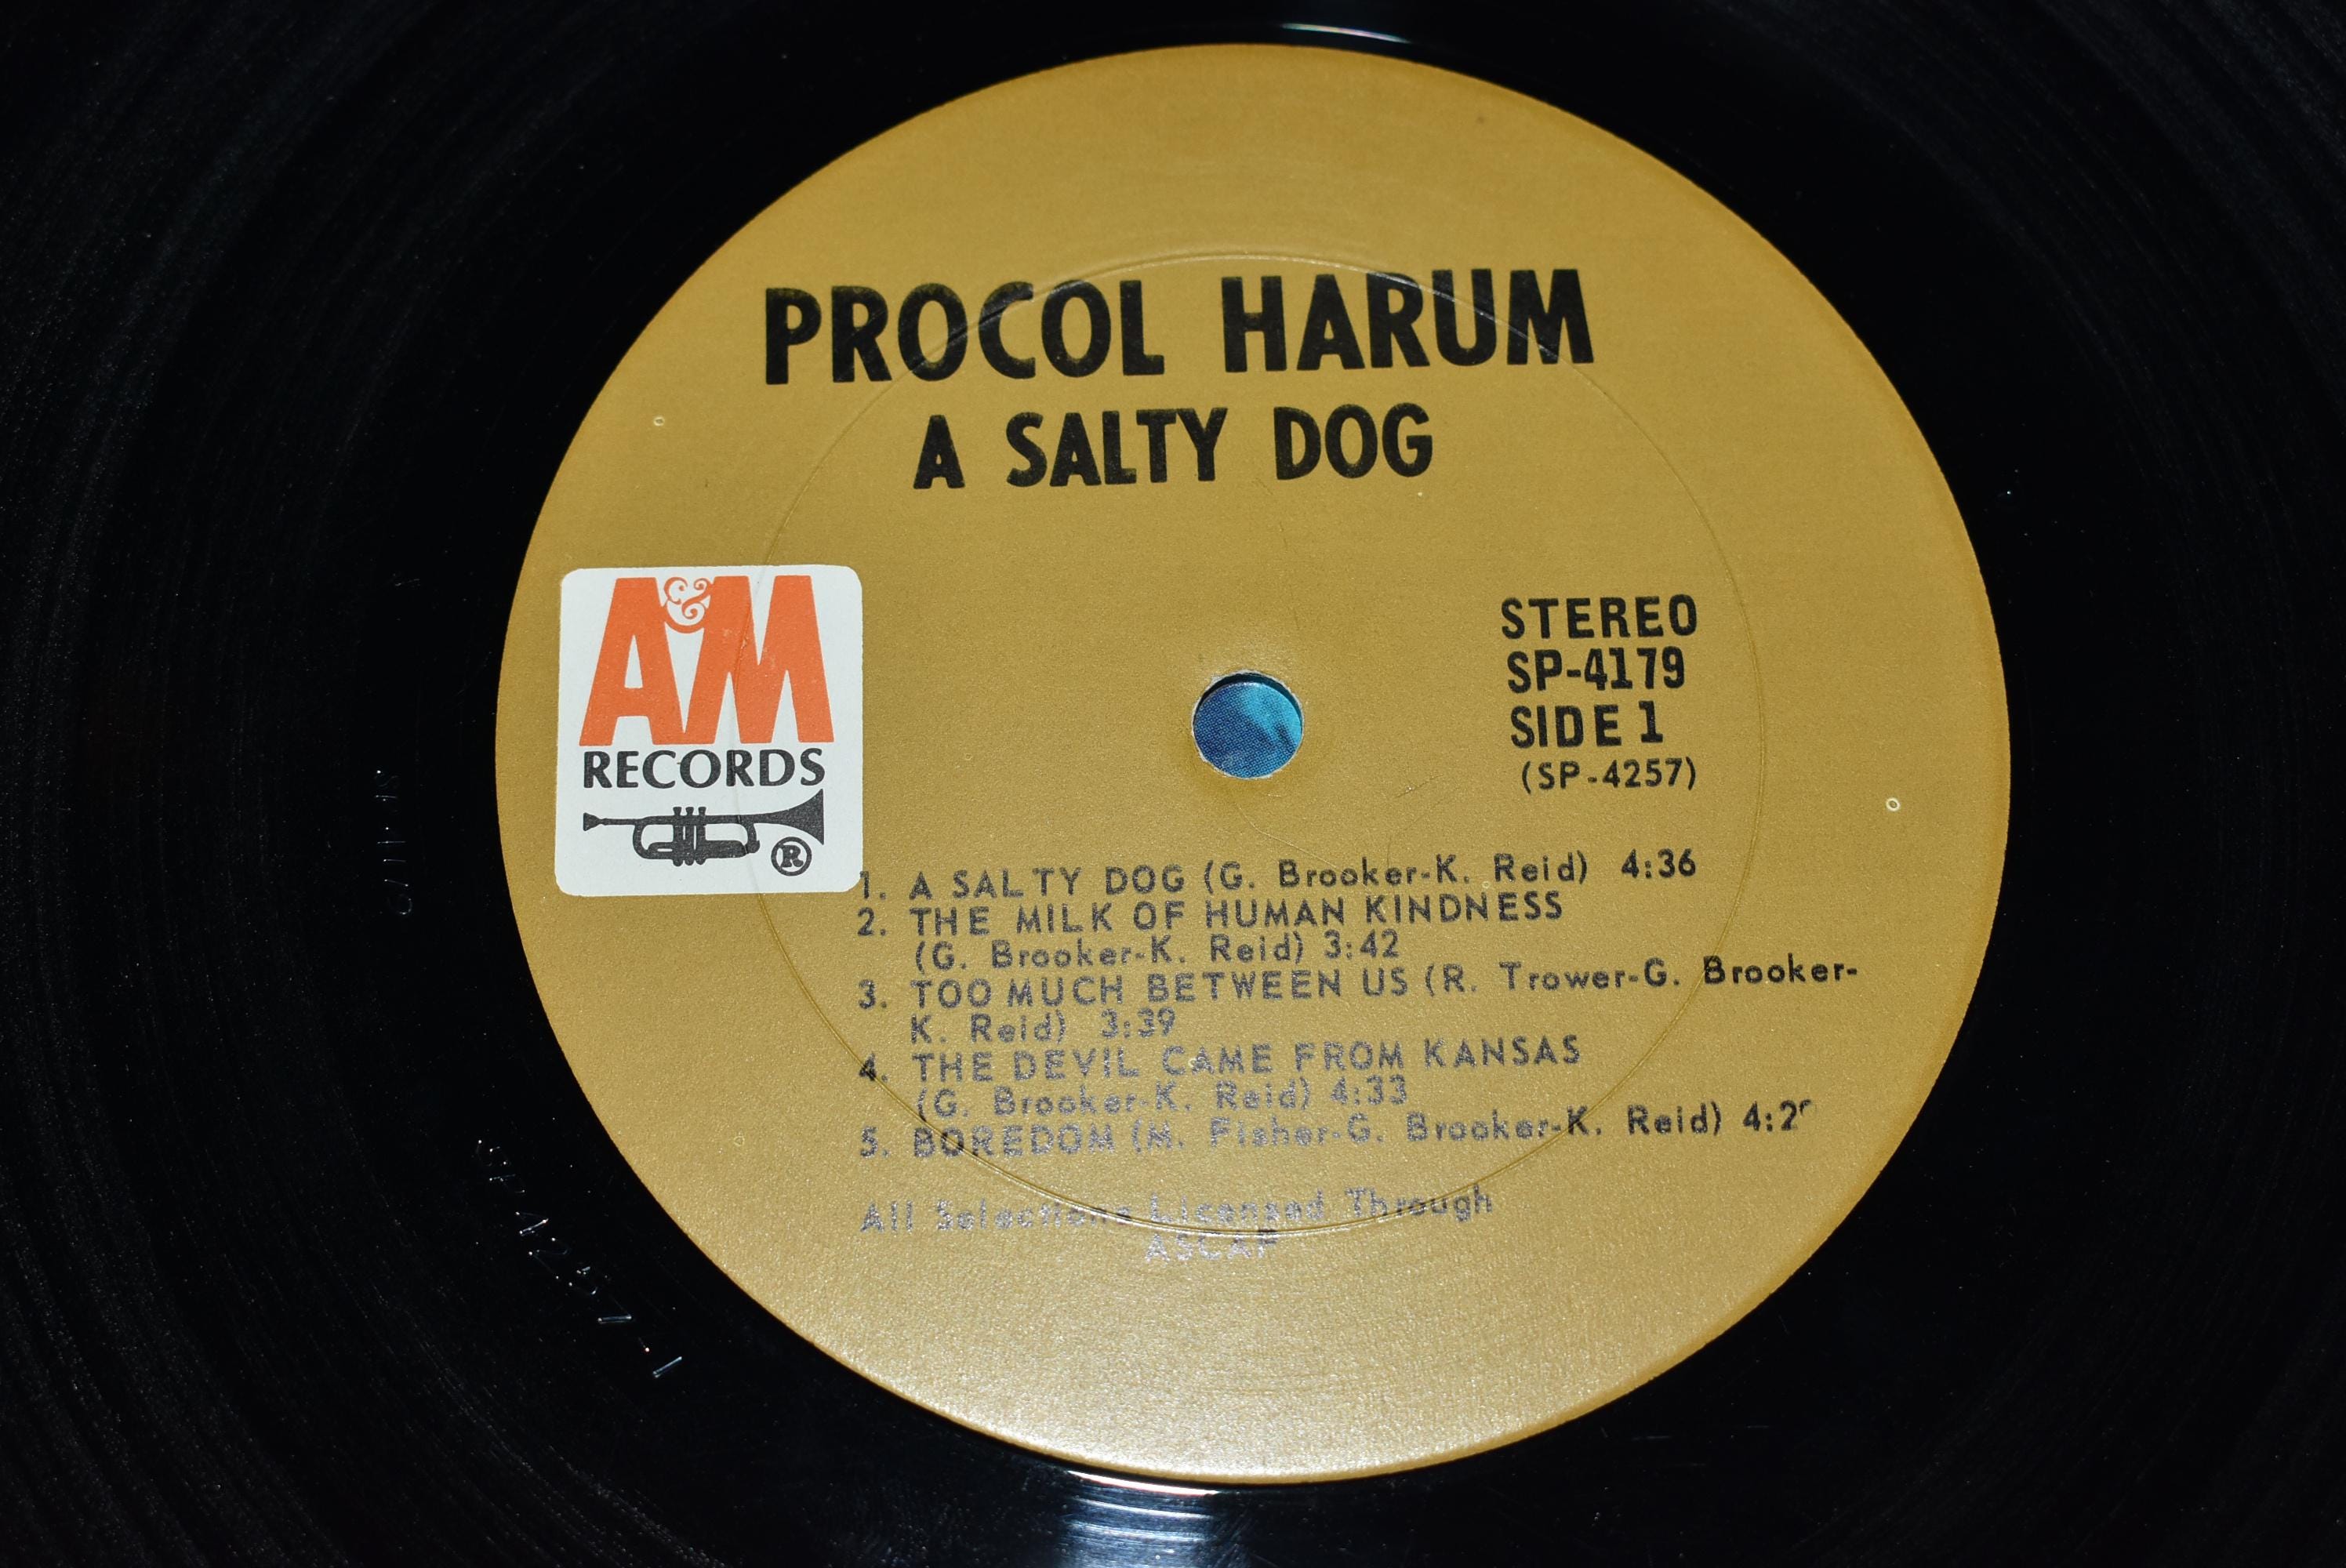 PROCOL HARUM
A SALTY DOG
A&M
RECORDS
®
STEREO
SP-4179
SIDE 1
(SP-4257)
1. A SALTY DOG (G. Brooker-K. Reid) 4:36
2. THE MILK OF HUMAN KINDNESS
(G. Brooker-K. Reid) 3:42
3. TOO MUCH BETWEEN US (R. Trower-G. Brooker-
K. Reid) 3:39
4. THE DEVIL CAME FROM KANSAS
(G. Brooker-K. Reid) 4:33
5. BOREDOM (M. Fisher-G. Brooker-K. Reid)
All Selections Licensed Through
ASCAP